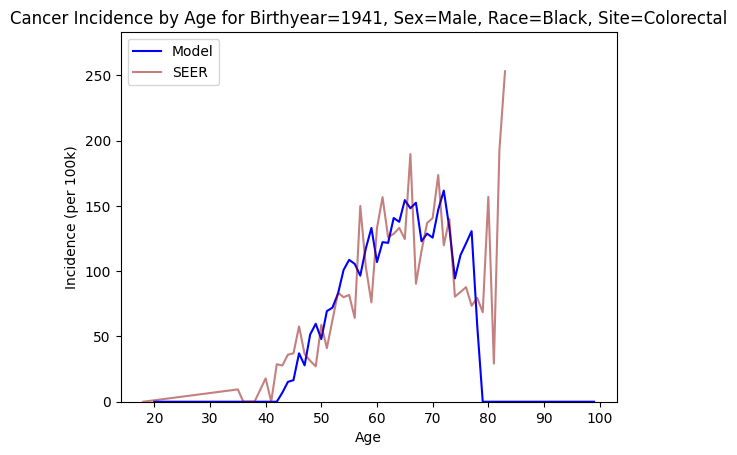 Cancer Incidence by Age for Birthyear=1941, Sex=Male, Race=Black, Site=Colorectal
Model
SEER
250
200
150
100
50
0
Incidence (per 100k)
20 30 40 50 60 70 80 90 100
Age